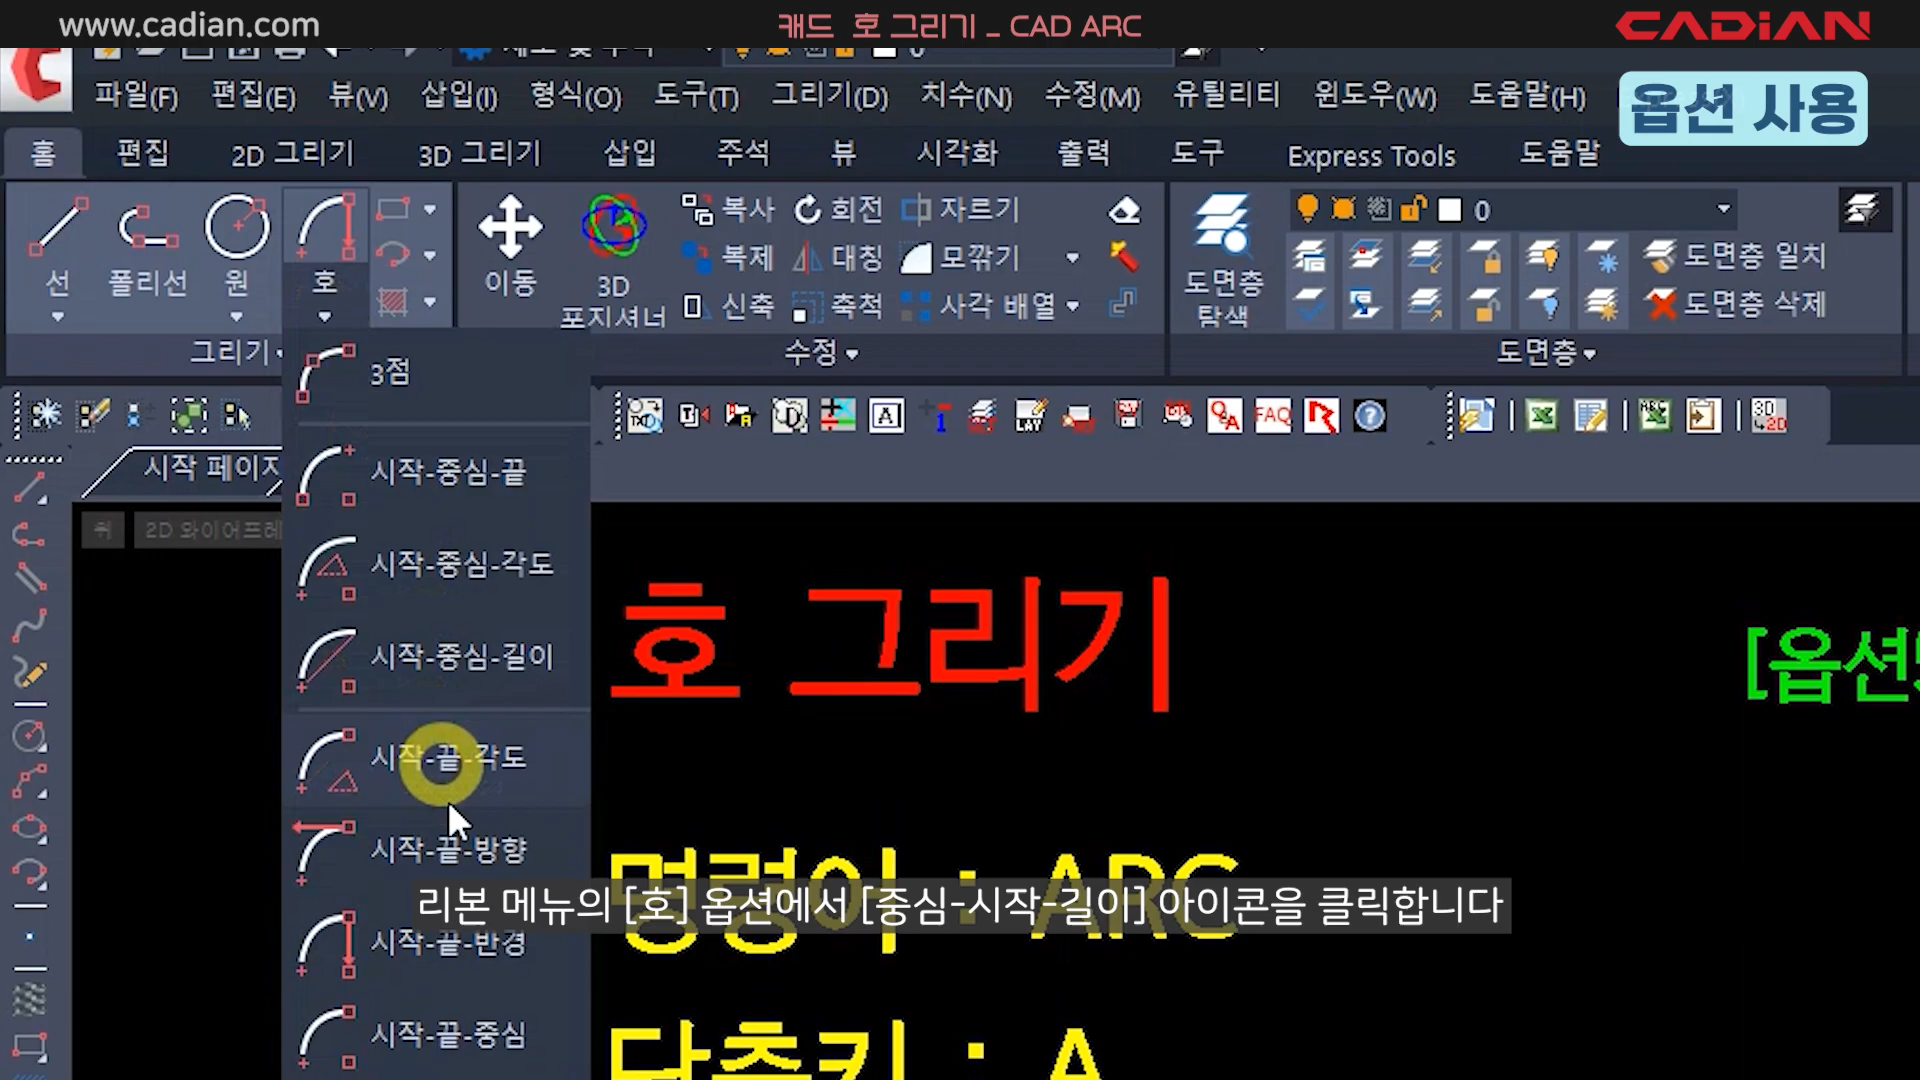 www.cadian.com
캐드 호 그리기 _ CAD ARC
CADiAN
0
파일(F) 편집(E) 뷰(V) 삽입(I) 형식(O) 도구(T) 그리기(D) 치수(N) 수정(M) 유틸리티 윈도우(W) 도움말(H)
옵션 사용
홈 편집 2D 그리기 3D 그리기 삽입 주석 뷰 시각화 출력 도구 Express Tools 도움말
선 폴리선 원 호
이동 3D 포지셔너
복사 회전 자르기
복제 대칭 모깎기
신축 축척 사각 배열
도면층 탐색
0
도면층 일치
도면층 삭제
그리기 수정 도면층
3점
FAQ
시작 페이지
시작-중심-끝
뷰 2D 와이어프레
시작-중심-각도
시작-중심-길이
호 그리기
[옵션
시작-끝-각도
시작-끝-방향
명령어 : ARC
리본 메뉴의 [호] 옵션에서 [중심-시작-길이] 아이콘을 클릭합니다
시작-끝-반경
시작-끝-중심
단축키 : A